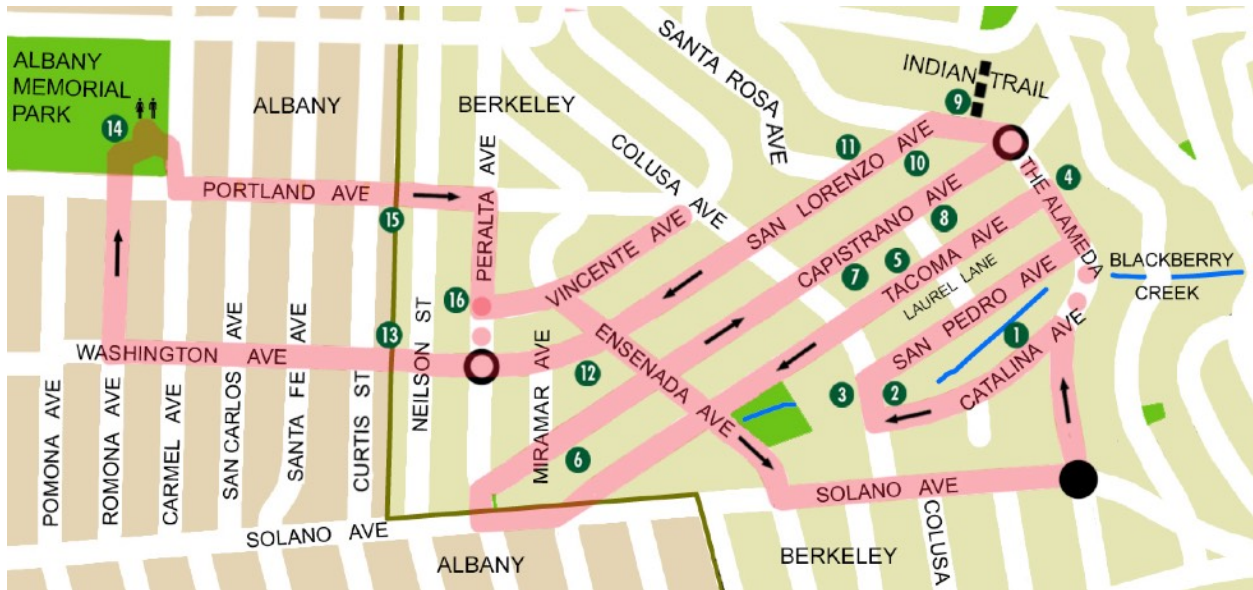 ALBANY
MEMORIAL
PARK
14
ALBANY
BERKELEY
SANTA ROSA AVE
INDIAN TRAIL
9
COLUSA AVE
11
SAN LORENZO AVE
10
THE ALAMEDA
4
PORTLAND AVE
15
PERALTA AVE
CAPISTRANO AVE
8
7
5
TACOMA AVE
LAUREL LANE
BLACKBERRY
CREEK
16
VINCENTE AVE
SAN PEDRO AVE
1
13
WASHINGTON AVE
12
ENSENADA AVE
3
2
CATALINA AVE
POMONA AVE
ROMONA AVE
CARMEL AVE
SAN CARLOS AVE
SANTA FE AVE
CURTIS ST
NEILSON ST
MIRAMAR AVE
6
SOLANO AVE
SOLANO AVE
ALBANY
BERKELEY
COLUSA